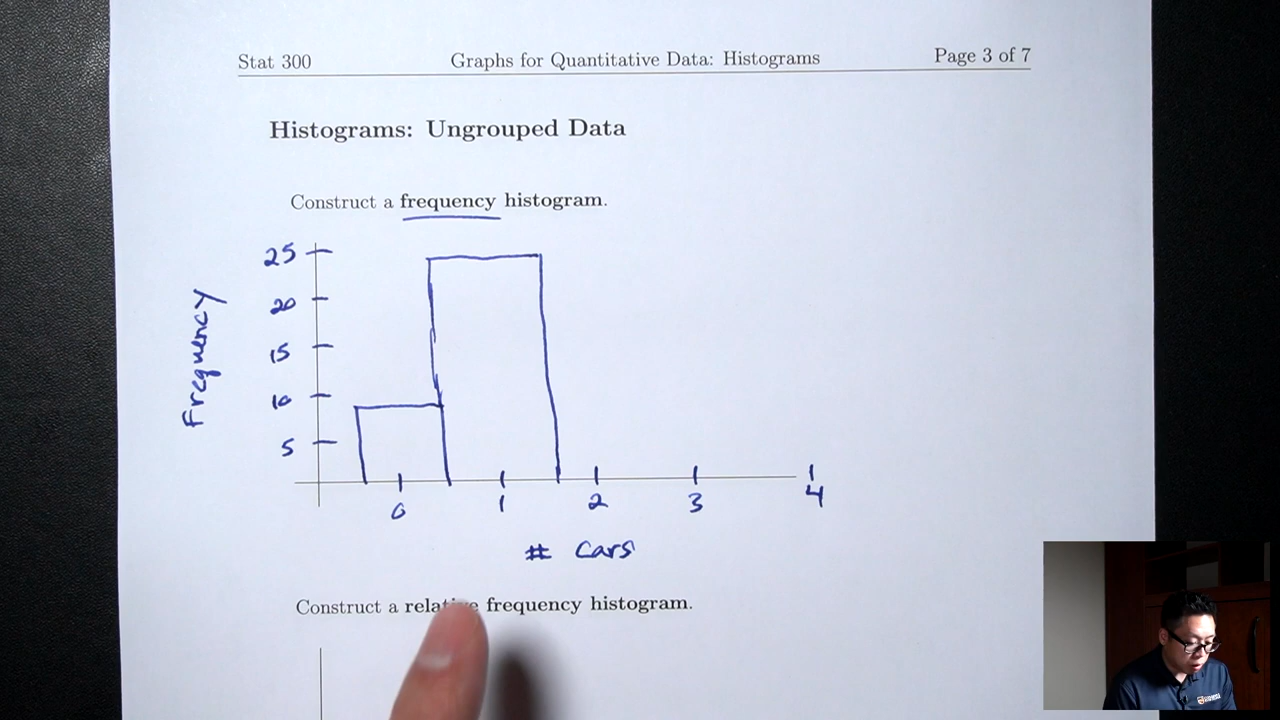 Stat 300 Graphs for Quantitative Data: Histograms Page 3 of 7
Histograms: Ungrouped Data
Construct a frequency histogram.
25
20
15
10
5
Frequency
0 1 2 3 4
# Cars
Construct a relative frequency histogram.